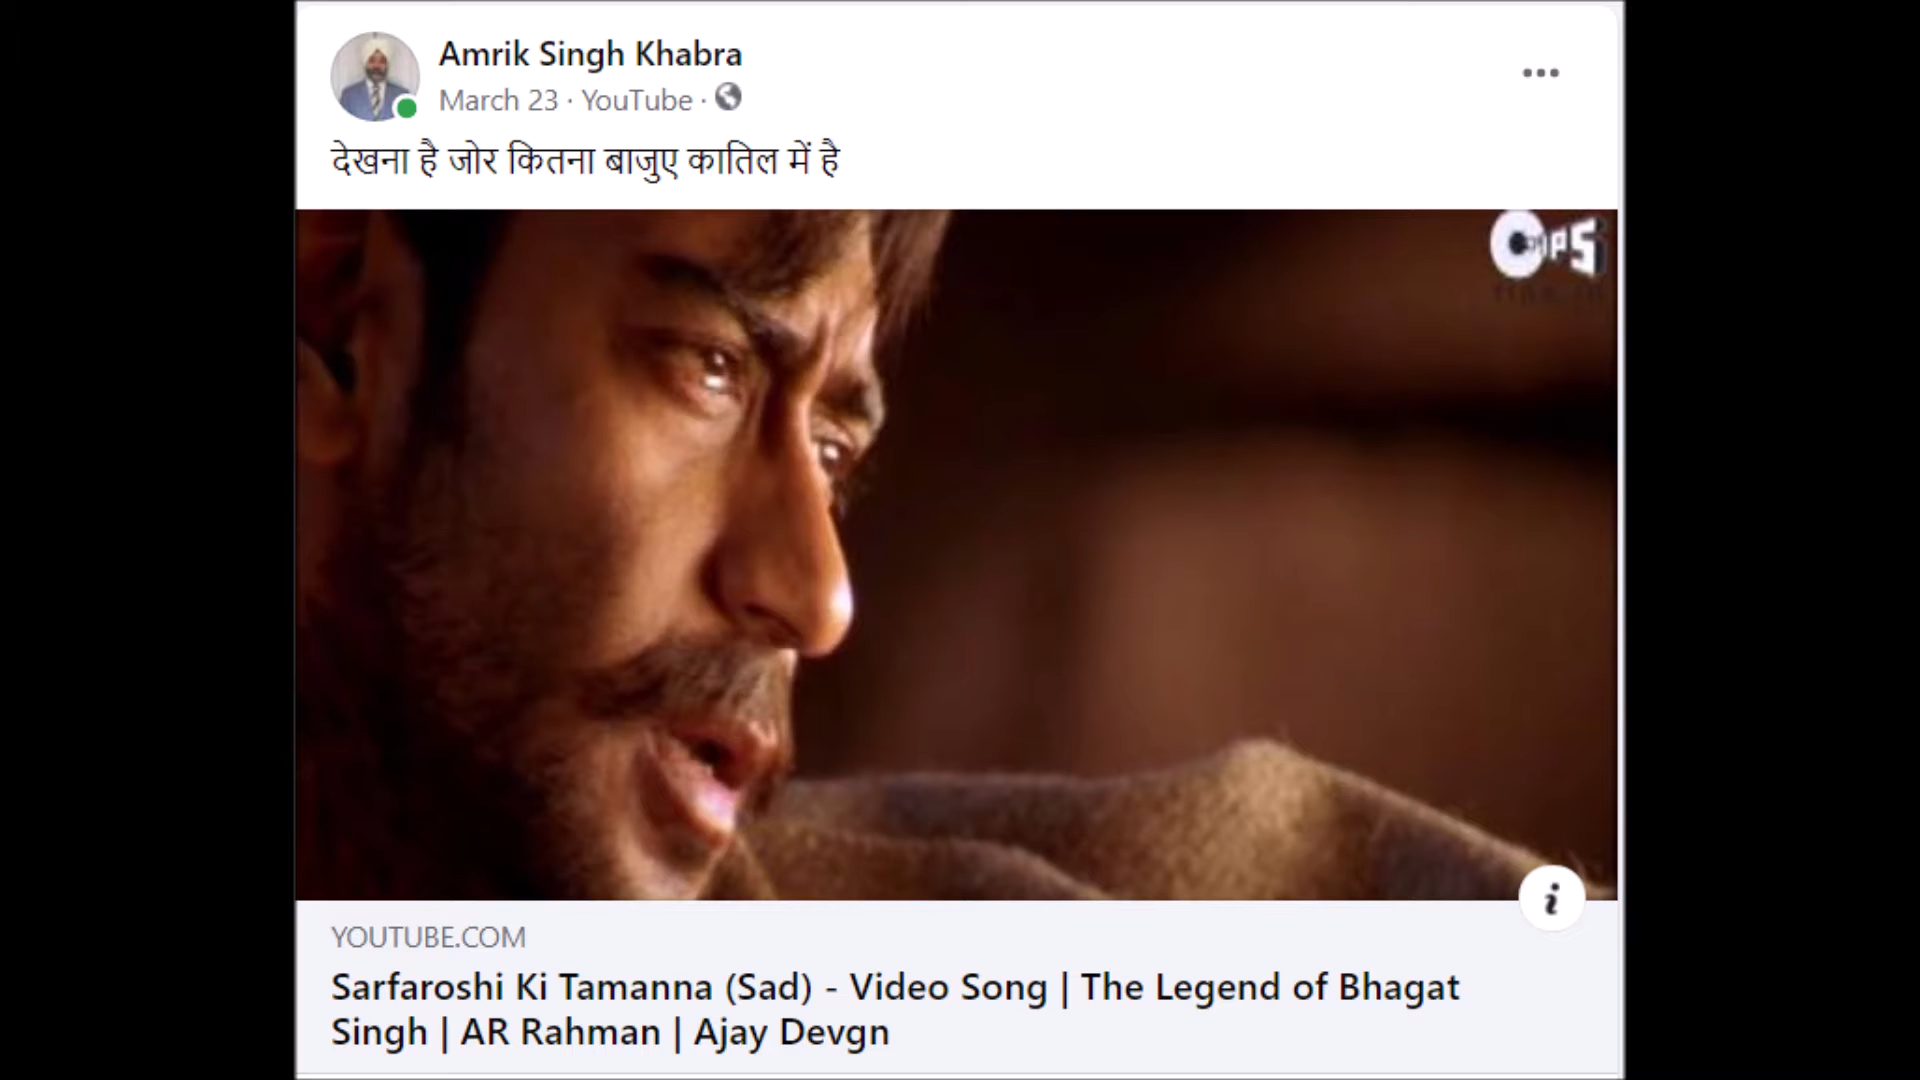 Amrik Singh Khabra
March 23 · YouTube ·
देखना है जोर कितना बाजुए कातिल में है
TiPS
YOUTUBE.COM
Sarfaroshi Ki Tamanna (Sad) - Video Song | The Legend of Bhagat
Singh | AR Rahman | Ajay Devgn